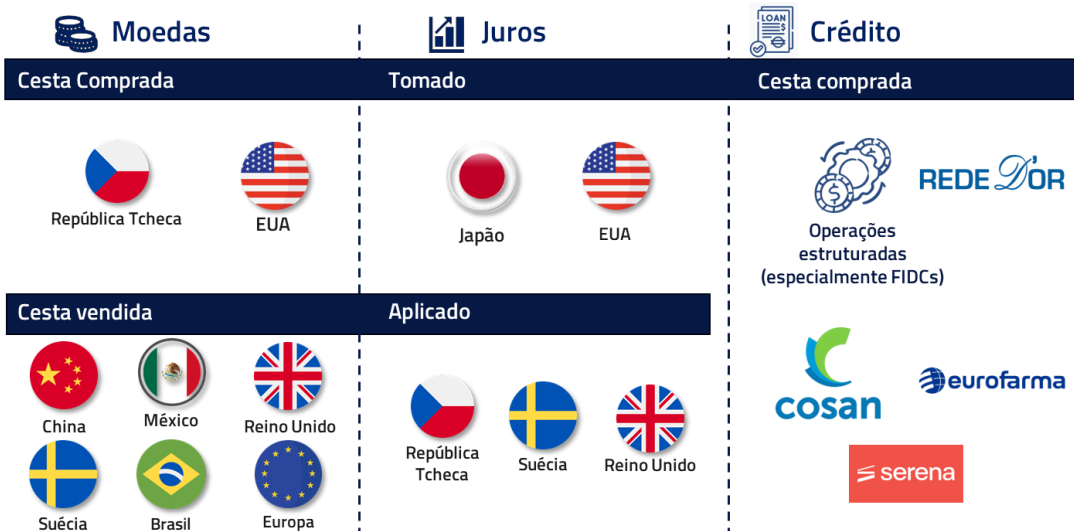 Moedas
Juros
LOAN
$
Crédito
Cesta Comprada
Tomado
Cesta comprada
República Tcheca
EUA
Japão
EUA
$
$
$
Operações
estruturadas
(especialmente FIDCs)
REDE D'OR
Cesta vendida
Aplicado
China
México
Reino Unido
Suécia
Brasil
Europa
República
Tcheca
Suécia
Reino Unido
cosan
eurofarma
serena